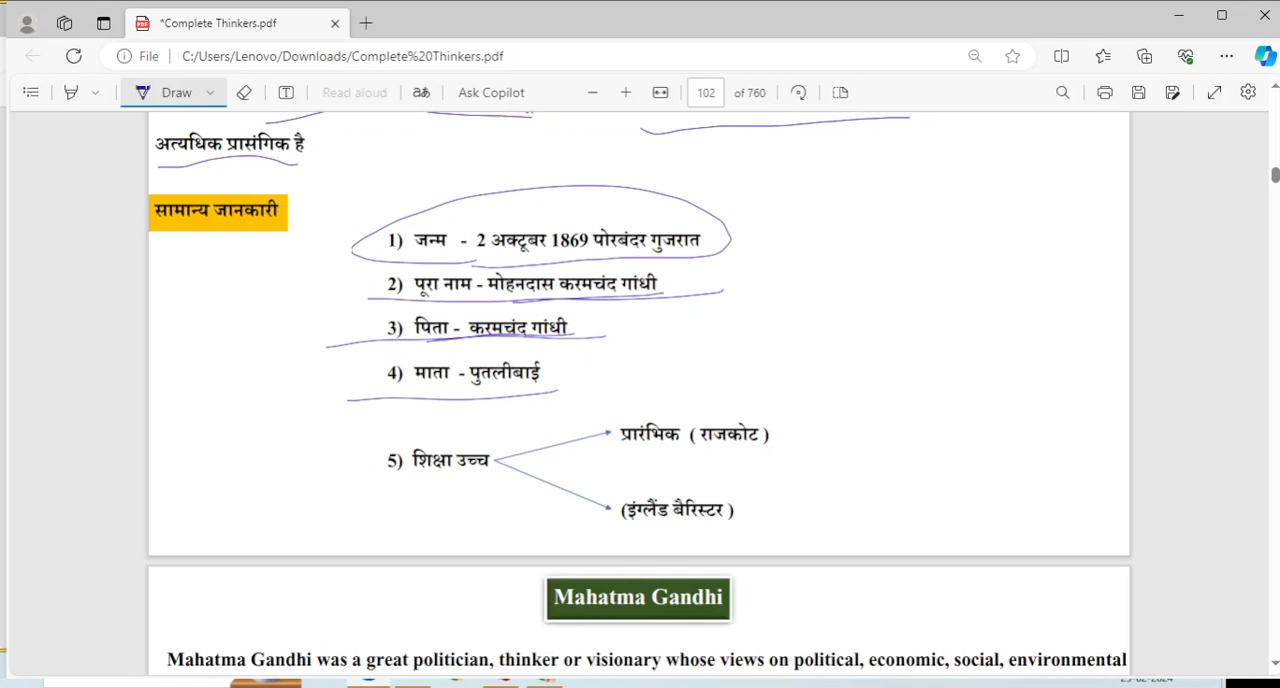 *Complete Thinkers.pdf
File C:/Users/Lenovo/Downloads/Complete%20Thinkers.pdf
Draw Read aloud aあ Ask Copilot 102 of 760
अत्यधिक प्रासंगिक है
सामान्य जानकारी
1) जन्म - 2 अक्टूबर 1869 पोरबंदर गुजरात
2) पूरा नाम - मोहनदास करमचंद गांधी
3) पिता - करमचंद गांधी
4) माता - पुतलीबाई
प्रारंभिक ( राजकोट )
5) शिक्षा उच्च
(इंग्लैंड बैरिस्टर )
Mahatma Gandhi
Mahatma Gandhi was a great politician, thinker or visionary whose views on political, economic, social, environmental